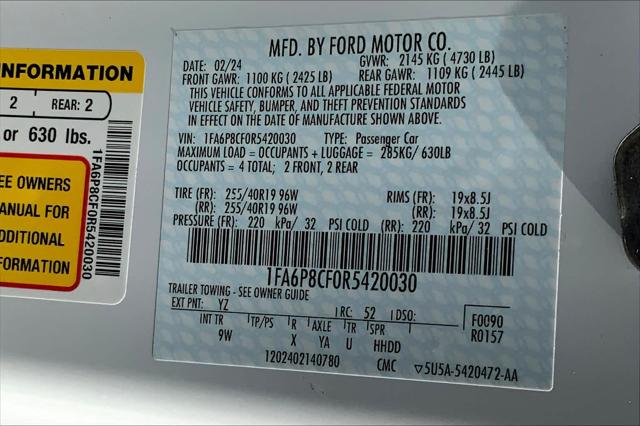 INFORMATION
2 REAR: 2
or 630 lbs.
EE OWNERS
ANUAL FOR
ADDITIONAL
FORMATION
1FA6P8CF0R5420030
MFD. BY FORD MOTOR CO.
DATE: 02/24 GVWR: 2145 KG ( 4730 LB)
FRONT GAWR: 1100 KG ( 2425 LB) REAR GAWR: 1109 KG ( 2445 LB)
THIS VEHICLE CONFORMS TO ALL APPLICABLE FEDERAL MOTOR
VEHICLE SAFETY, BUMPER, AND THEFT PREVENTION STANDARDS
IN EFFECT ON THE DATE OF MANUFACTURE SHOWN ABOVE.
VIN: 1FA6P8CF0R5420030 TYPE: Passenger Car
MAXIMUM LOAD = OCCUPANTS + LUGGAGE = 285KG/ 630LB
OCCUPANTS = 4 TOTAL; 2 FRONT, 2 REAR
TIRE (FR): 255/40R19 96W RIMS (FR): 19x8.5J
(RR): 255/40R19 96W (RR): 19x8.5J
PRESSURE (FR): 220 kPa/ 32 PSI COLD (RR): 220 kPa/ 32 PSI COLD
1FA6P8CF0R5420030
TRAILER TOWING - SEE OWNER GUIDE
EXT PNT: YZ RC: 52 DSO: F0090
INT TR TP/PS R AXLE TR SPR R0157
9W X YA U HHDD
1202402140780 CMC ▽5U5A-5420472-AA